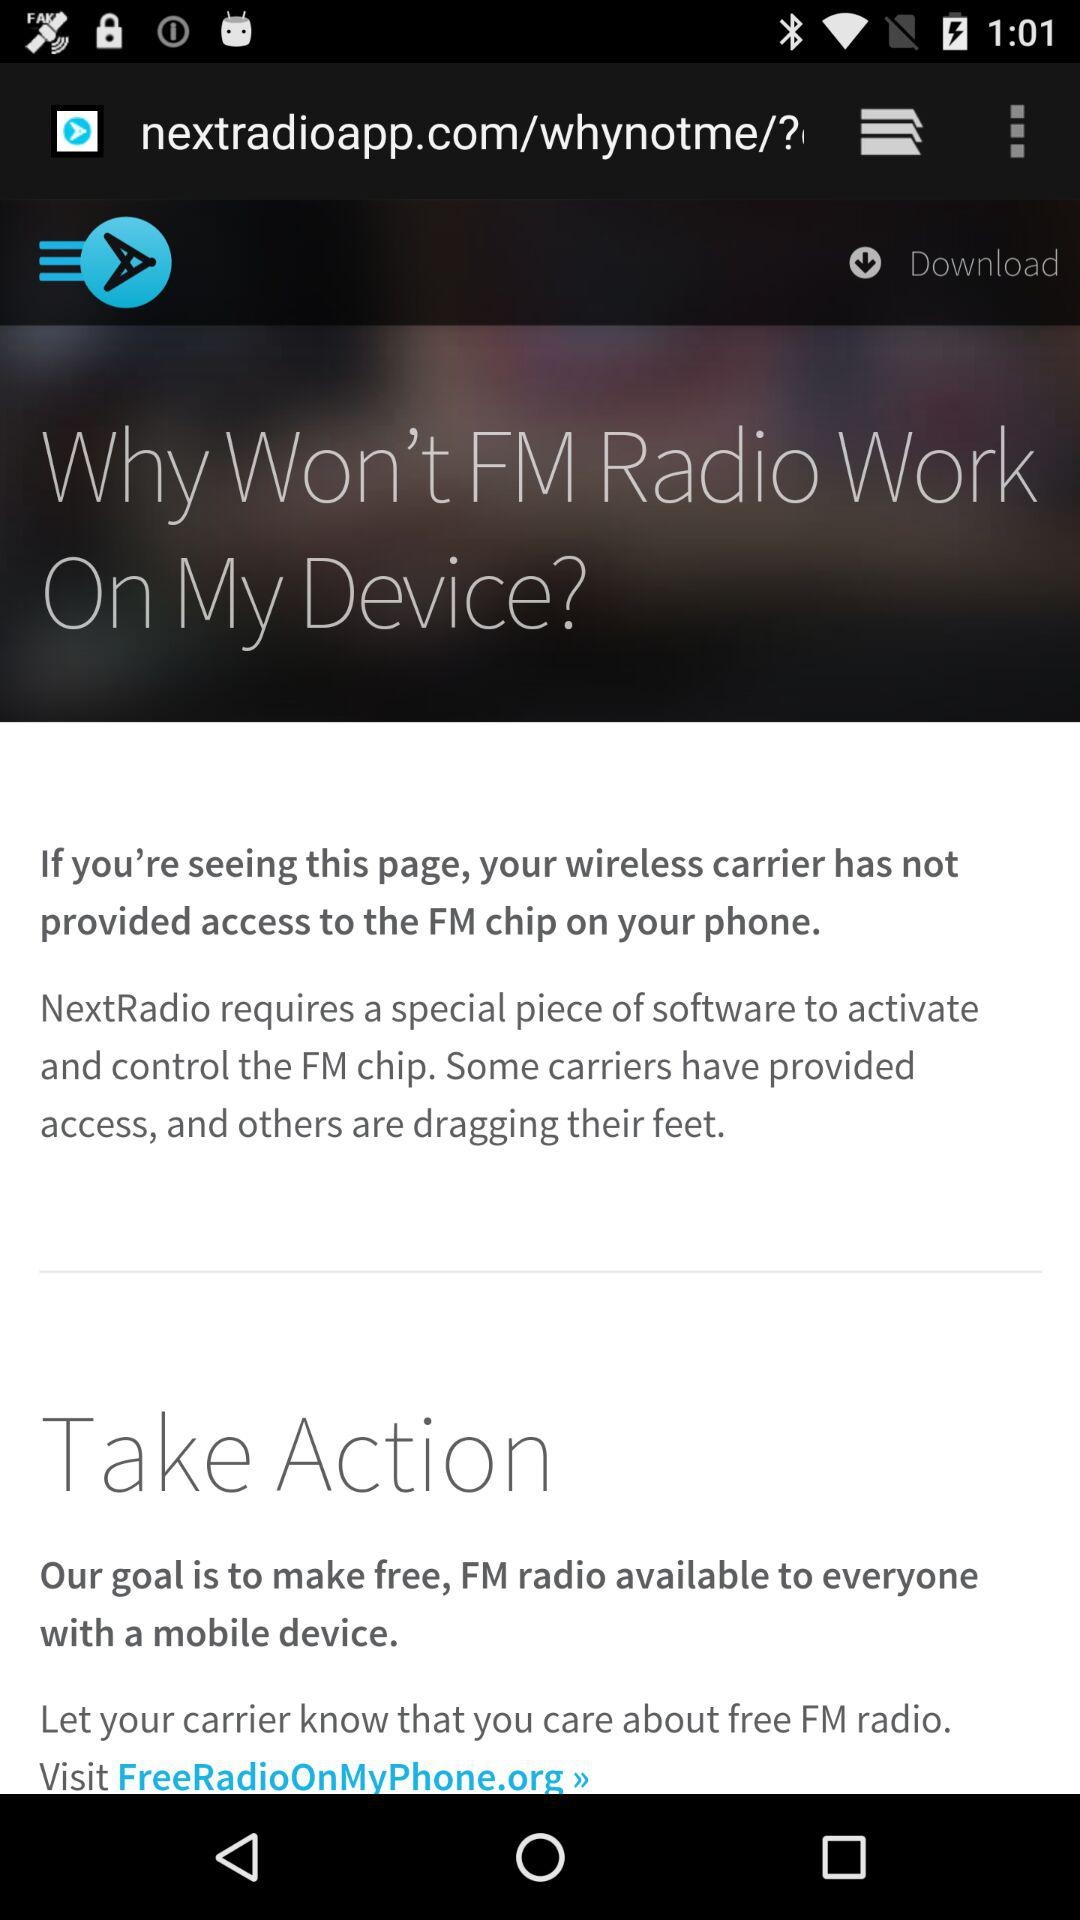 FAKE
1:01
nextradioapp.com/whynotme/?
Download
Why Won’t FM Radio Work
On My Device?
If you’re seeing this page, your wireless carrier has not
provided access to the FM chip on your phone.
NextRadio requires a special piece of software to activate
and control the FM chip. Some carriers have provided
access, and others are dragging their feet.
Take Action
Our goal is to make free, FM radio available to everyone
with a mobile device.
Let your carrier know that you care about free FM radio.
Visit FreeRadioOnMyPhone.org »